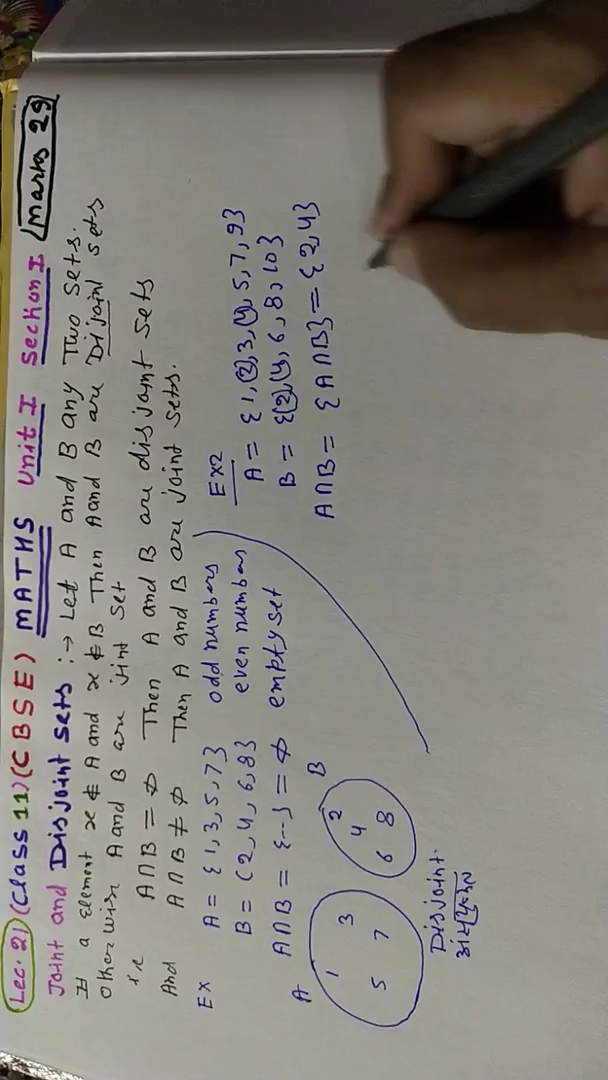 Lec. 21) (Class 11) (CBSE) MATHS Unit I Section I Marks 29
Joint and Disjoint sets :→ Let A and B any Two sets.
If a element x ∉ A and x ∉ B Then A and B are Disjaint sets
otherwise A and B are jint set
i.e A∩B = ϕ Then A and B are disjoint sets
And A∩B ≠ ϕ Then A and B are joint sets.
Ex A = {1,3,5,7} odd numbers
B = {2,4,6,8} even numbers
A∩B = {--} = ϕ empty set
A B
1 3 5 7
2 4 6 8
Disjoint
Ex2
A = {1,2,3,4,5,7,9}
B = {2,4,6,8,10}
A∩B = {A∩B} = {2,4}